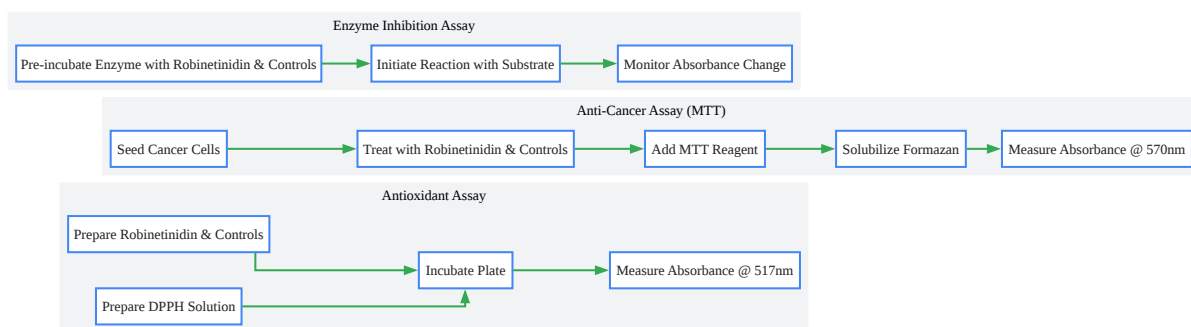 Enzyme Inhibition Assay
Pre-incubate Enzyme with Robinetinidin & Controls
Initiate Reaction with Substrate
Monitor Absorbance Change
Anti-Cancer Assay (MTT)
Seed Cancer Cells
Treat with Robinetinidin & Controls
Add MTT Reagent
Solubilize Formazan
Measure Absorbance @ 570nm
Antioxidant Assay
Prepare Robinetinidin & Controls
Prepare DPPH Solution
Incubate Plate
Measure Absorbance @ 517nm